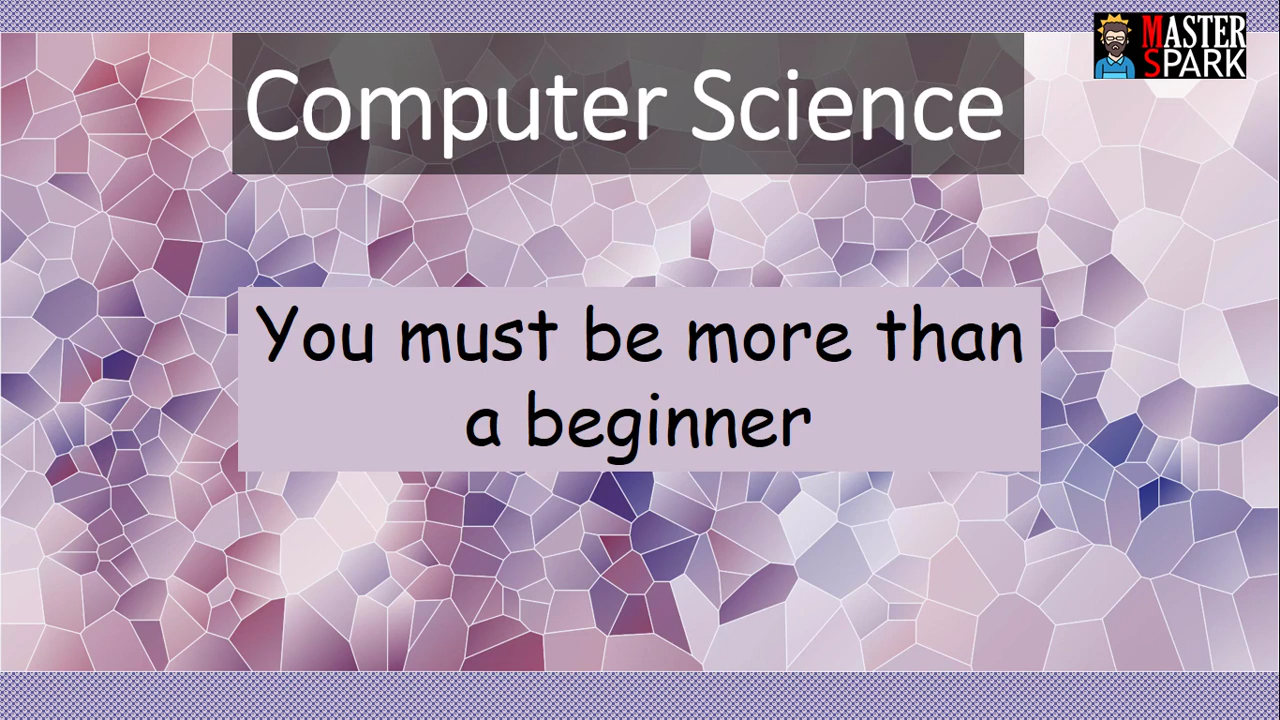 MASTER
SPARK
Computer Science
You must be more than
a beginner